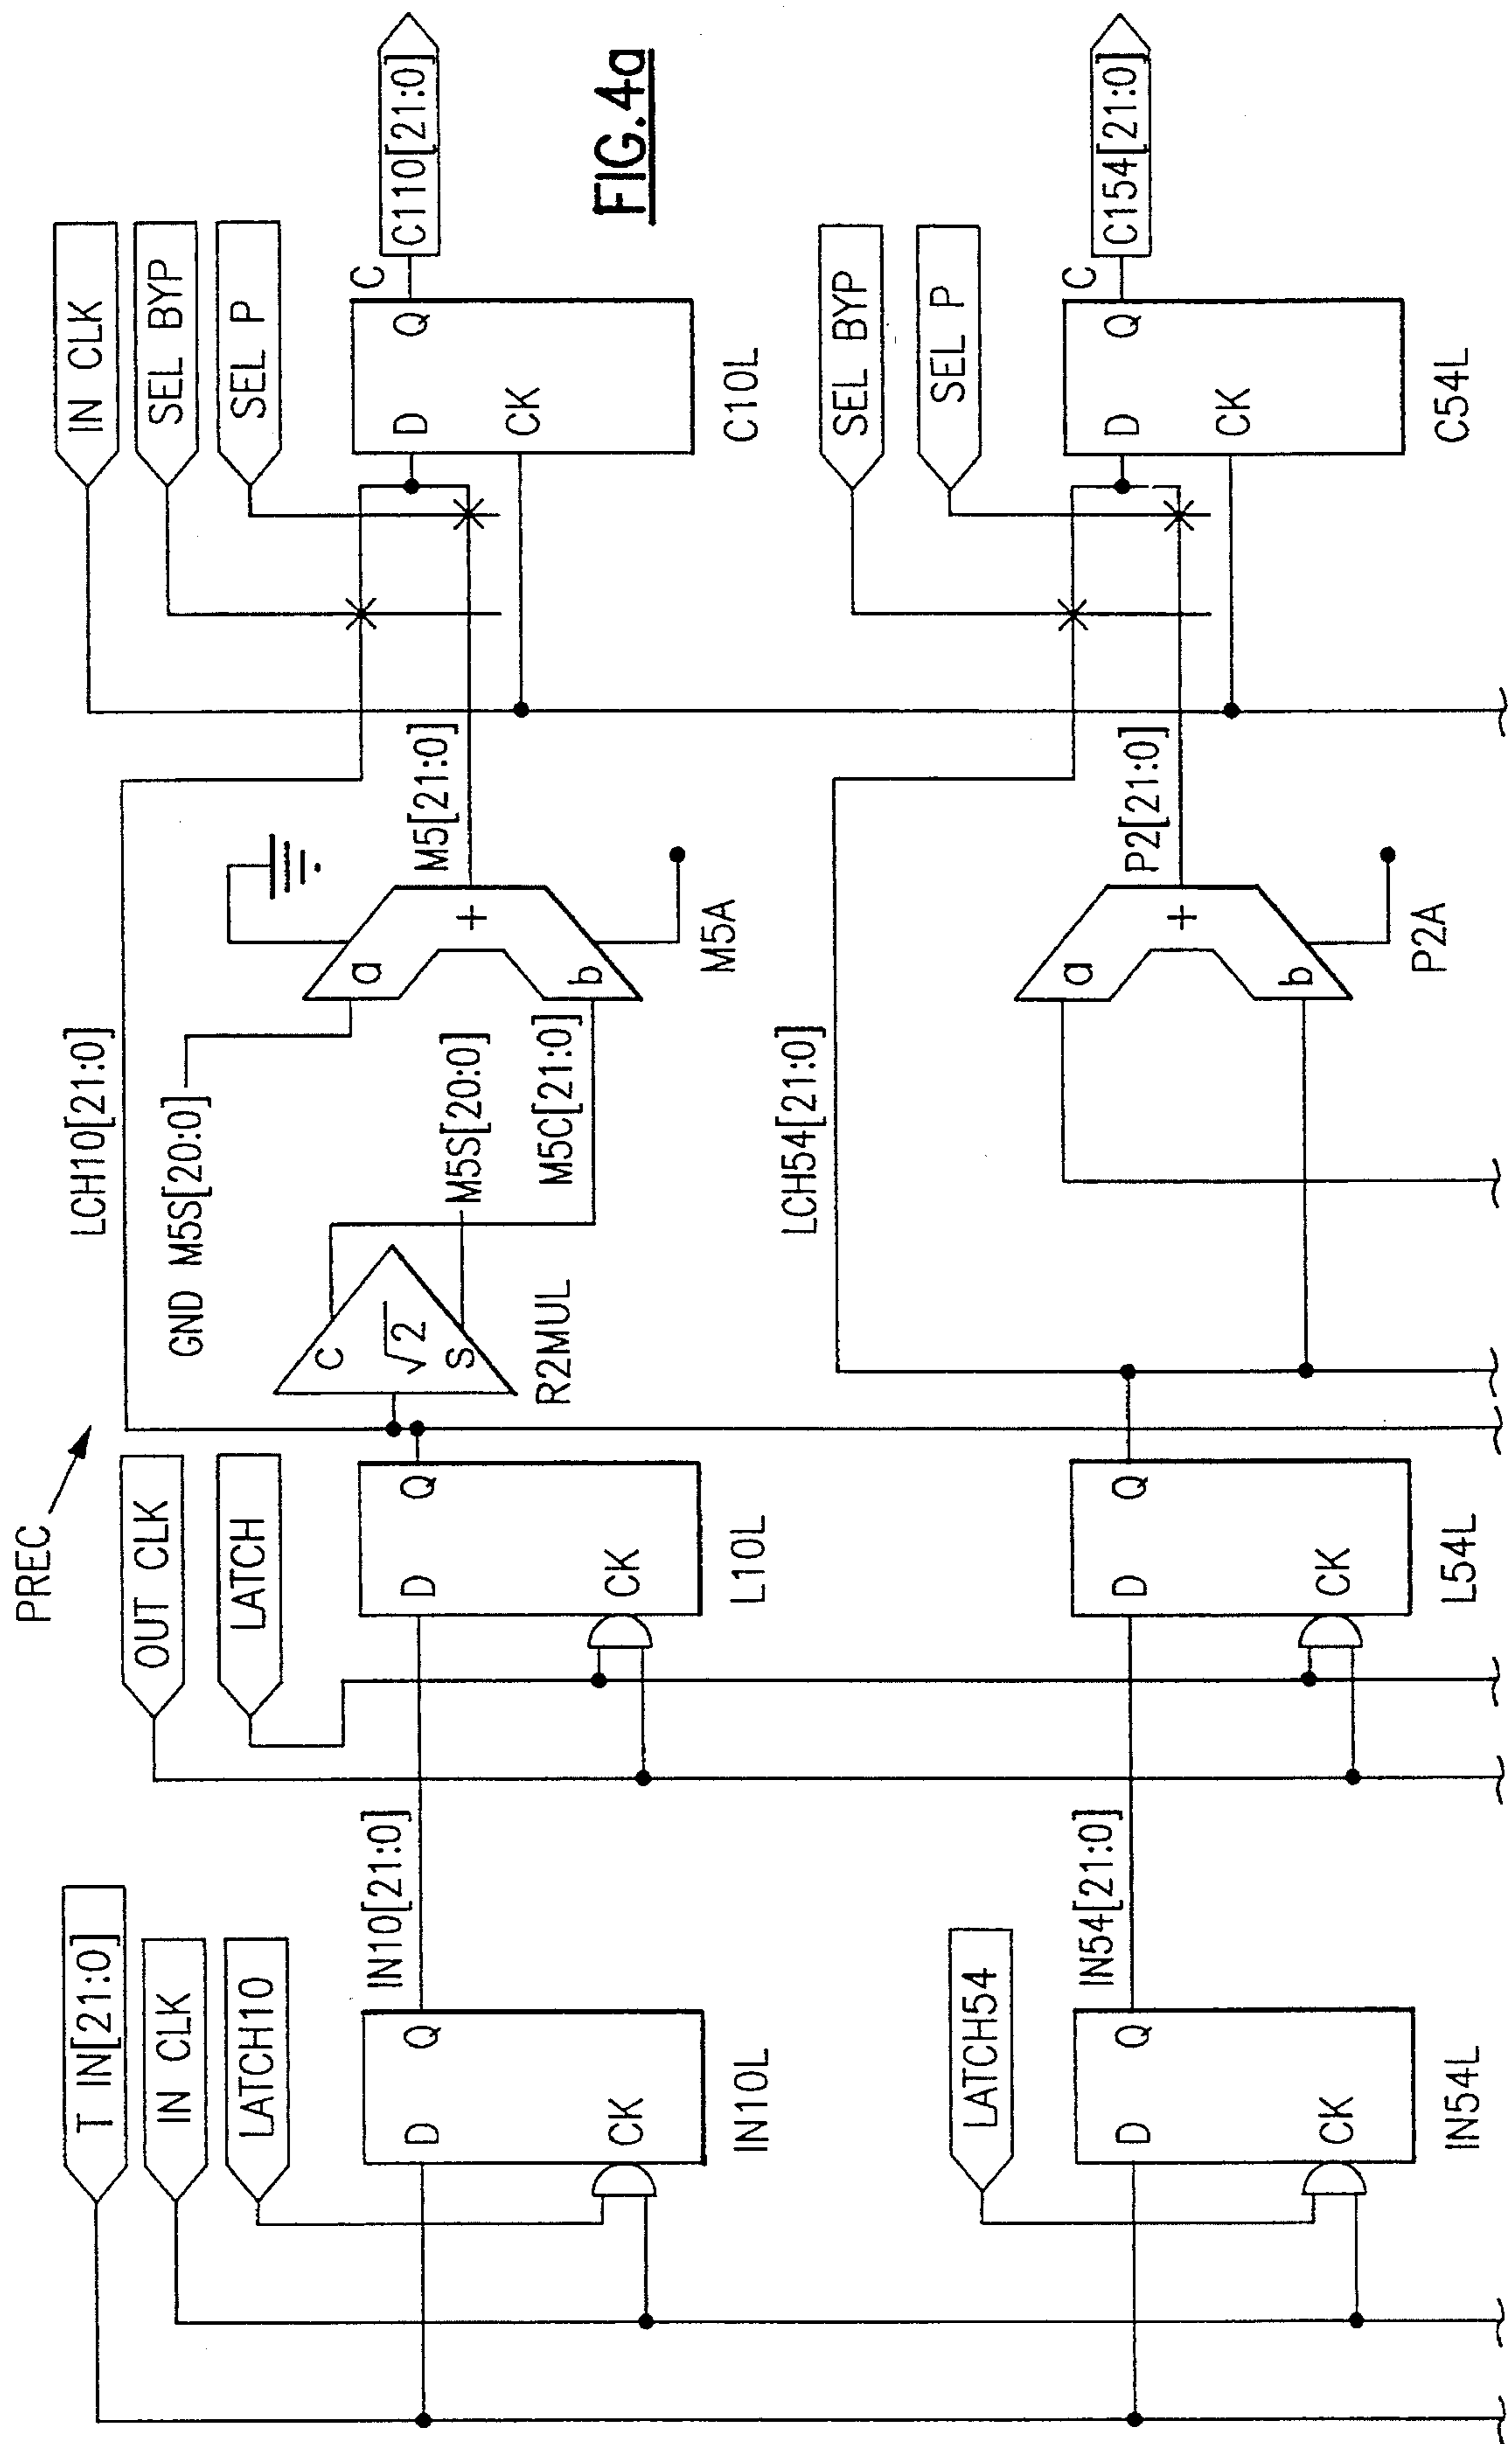 PREC
T IN[21:0]
IN CLK
LATCH10
D
Q
CK
IN10L
IN10[21:0]
OUT CLK
LATCH
D
Q
CK
L10L
LCH10[21:0]
GND M5S[20:0]
C
√2
S
R2MUL
M5S[20:0]
M5C[21:0]
a
+
b
M5A
M5[21:0]
IN CLK
SEL BYP
SEL P
D
Q
CK
C10L
C
C110[21:0]
LATCH54
D
Q
CK
IN54L
IN54[21:0]
D
Q
CK
L54L
LCH54[21:0]
a
+
b
P2A
P2[21:0]
SEL BYP
SEL P
D
Q
CK
C54L
C
C154[21:0]
FIG.4a